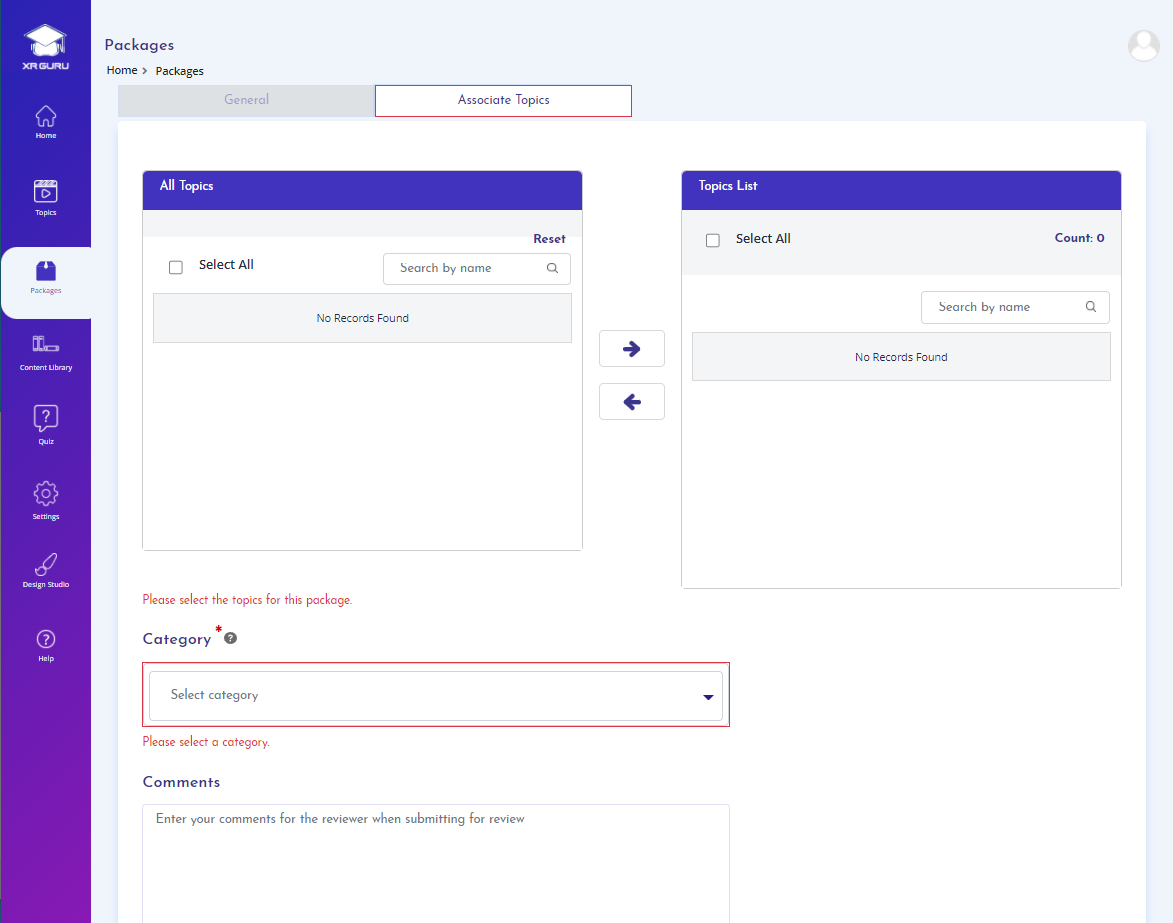 XR GURU
Home
Topics
Packages
Content Library
Quiz
Settings
Design Studio
Help
Packages
Home > Packages
General
Associate Topics
All Topics
Reset
Select All
Search by name
No Records Found
Topics List
Select All
Count: 0
Search by name
No Records Found
Please select the topics for this package.
Category *
Select category
Please select a category.
Comments
Enter your comments for the reviewer when submitting for review